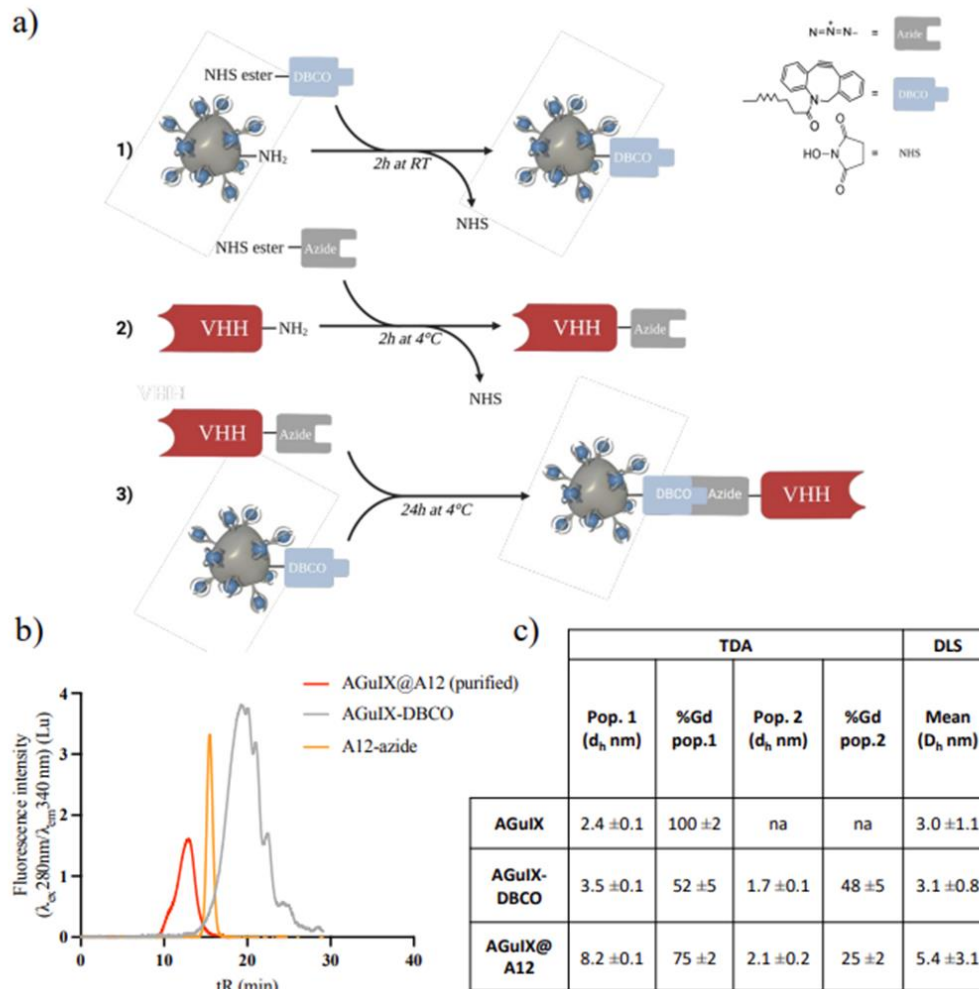 a)
N=N=N– = Azide
+
NHS ester
DBCO
= DBCO
N
O
1)
NH₂
2h at RT
DBCO
O
HO-N = NHS
O
NHS
NHS ester
Azide
2)
VHH
NH₂
2h at 4°C
VHH
Azide
NHS
VHH
VHH
Azide
3)
24h at 4°C
DBCO
Azide
VHH
DBCO
b)
AGuIX@A12 (purified)
AGuIX-DBCO
A12-azide
Fluorescence intensity
(λex280nm/λem340 nm) (Lu)
4
3
2
1
0
0
10
20
30
40
tR (min)
c)
TDA DLS
Pop. 1 (dh nm) %Gd pop.1 Pop. 2 (dh nm) %Gd pop.2 Mean (Dh nm)
AGuIX 2.4 ±0.1 100 ±2 na na 3.0 ±1.1
AGuIX-DBCO 3.5 ±0.1 52 ±5 1.7 ±0.1 48 ±5 3.1 ±0.8
AGuIX@A12 8.2 ±0.1 75 ±2 2.1 ±0.2 25 ±2 5.4 ±3.1